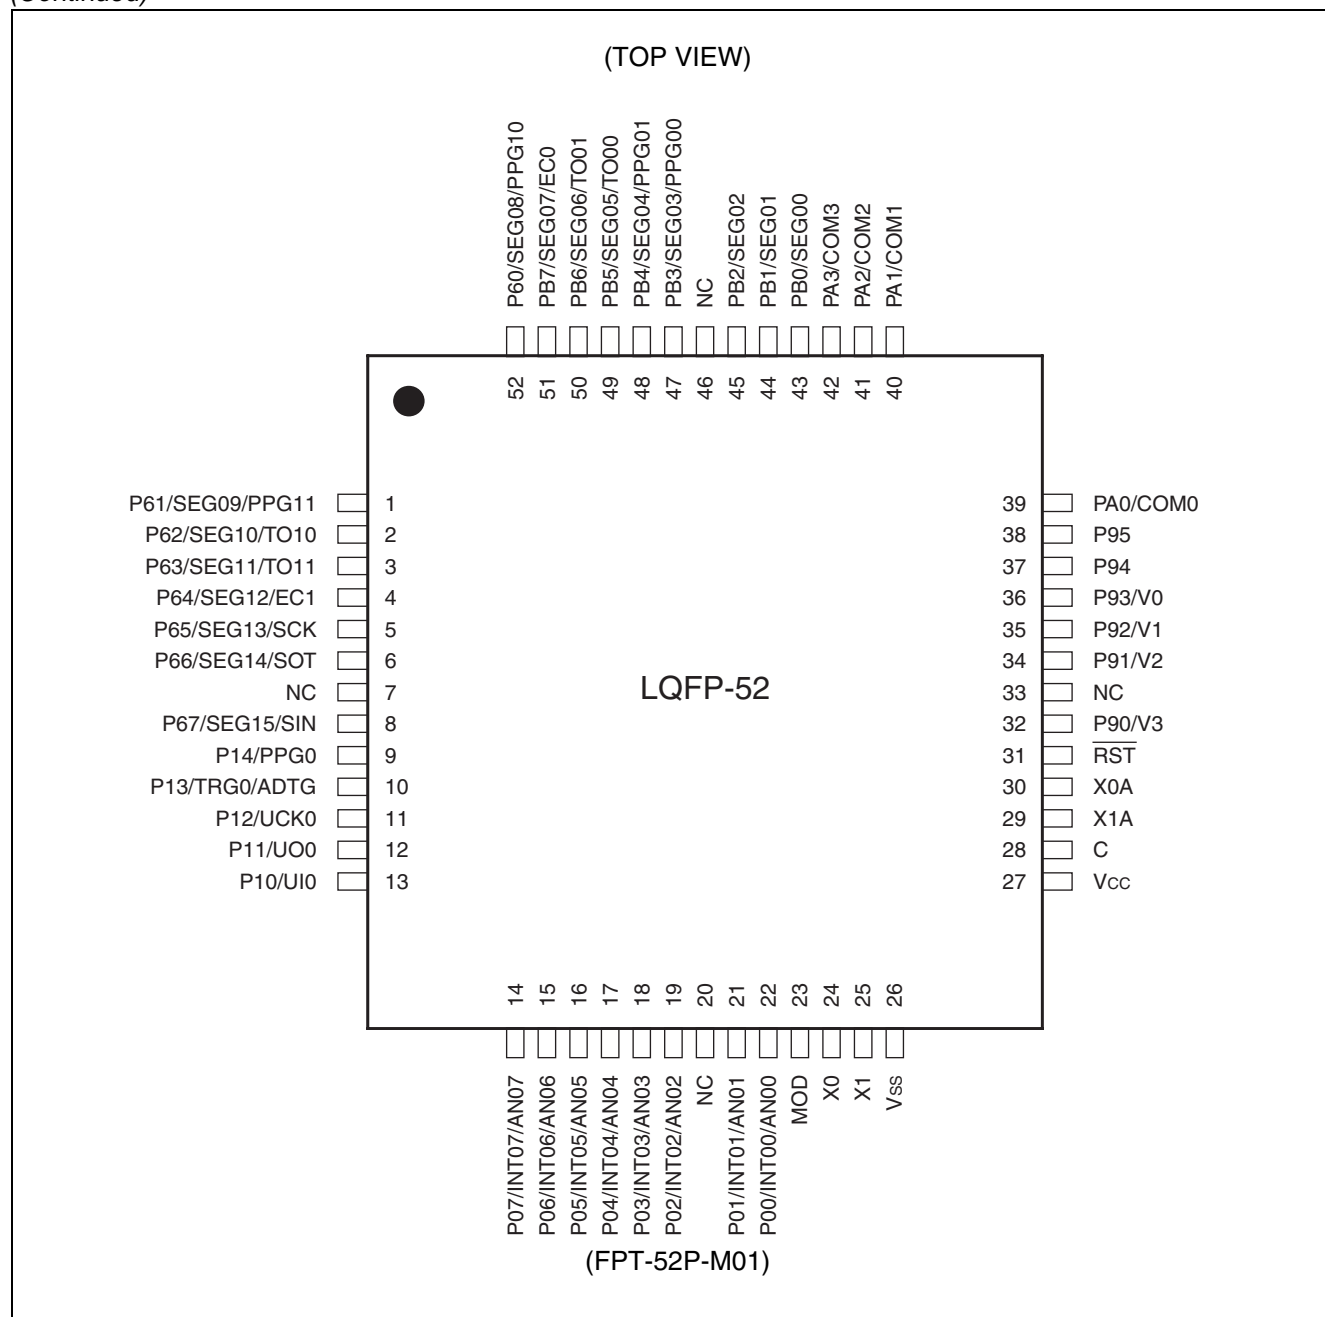 (Continued)
(TOP VIEW)
P60/SEG08/PPG10
PB7/SEG07/EC0
PB6/SEG06/TO01
PB5/SEG05/TO00
PB4/SEG04/PPG01
PB3/SEG03/PPG00
NC
PB2/SEG02
PB1/SEG01
PB0/SEG00
PA3/COM3
PA2/COM2
PA1/COM1
52 51 50 49 48 47 46 45 44 43 42 41 40
P61/SEG09/PPG11 1 39 PA0/COM0
P62/SEG10/TO10 2 38 P95
P63/SEG11/TO11 3 37 P94
P64/SEG12/EC1 4 36 P93/V0
P65/SEG13/SCK 5 35 P92/V1
P66/SEG14/SOT 6 34 P91/V2
NC 7 LQFP-52 33 NC
P67/SEG15/SIN 8 32 P90/V3
P14/PPG0 9 31 RST
P13/TRG0/ADTG 10 30 X0A
P12/UCK0 11 29 X1A
P11/UO0 12 28 C
P10/UI0 13 27 Vcc
14 15 16 17 18 19 20 21 22 23 24 25 26
P07/INT07/AN07
P06/INT06/AN06
P05/INT05/AN05
P04/INT04/AN04
P03/INT03/AN03
P02/INT02/AN02
NC
P01/INT01/AN01
P00/INT00/AN00
MOD
X0
X1
Vss
(FPT-52P-M01)